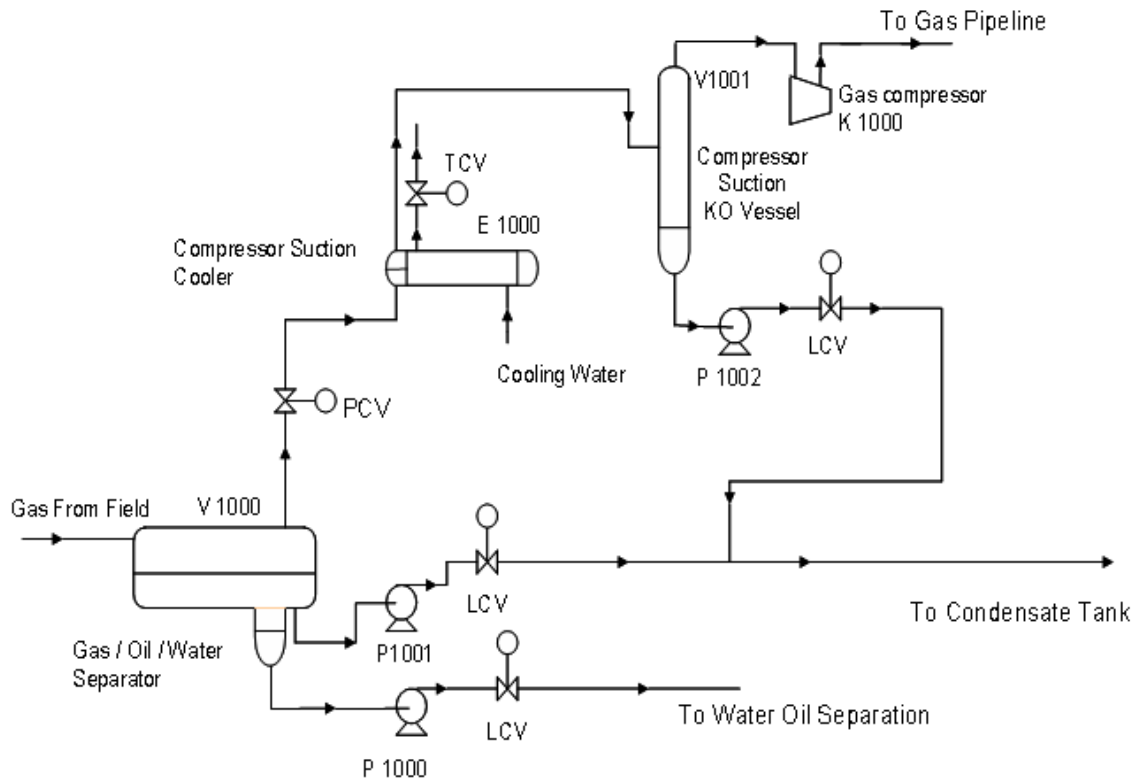 To Gas Pipeline
V1001
Gas compressor
K 1000
TCV
Compressor
Suction
KO Vessel
E 1000
Compressor Suction
Cooler
LCV
Cooling Water
P 1002
PCV
Gas From Field
V 1000
LCV
To Condensate Tank
Gas / Oil / Water
Separator
P1001
LCV
To Water Oil Separation
P 1000